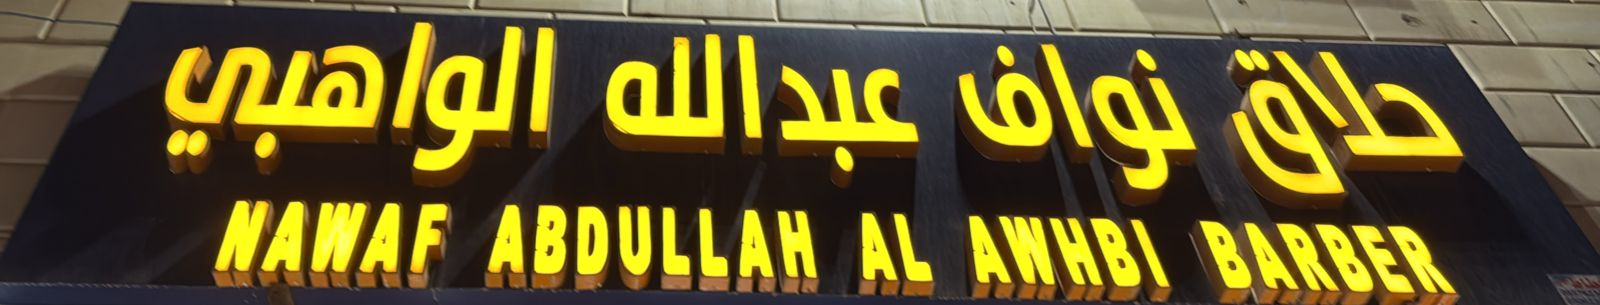 حلاق نواف عبدالله الواهبي
NAWAF ABDULLAH AL AWHBI BARBER